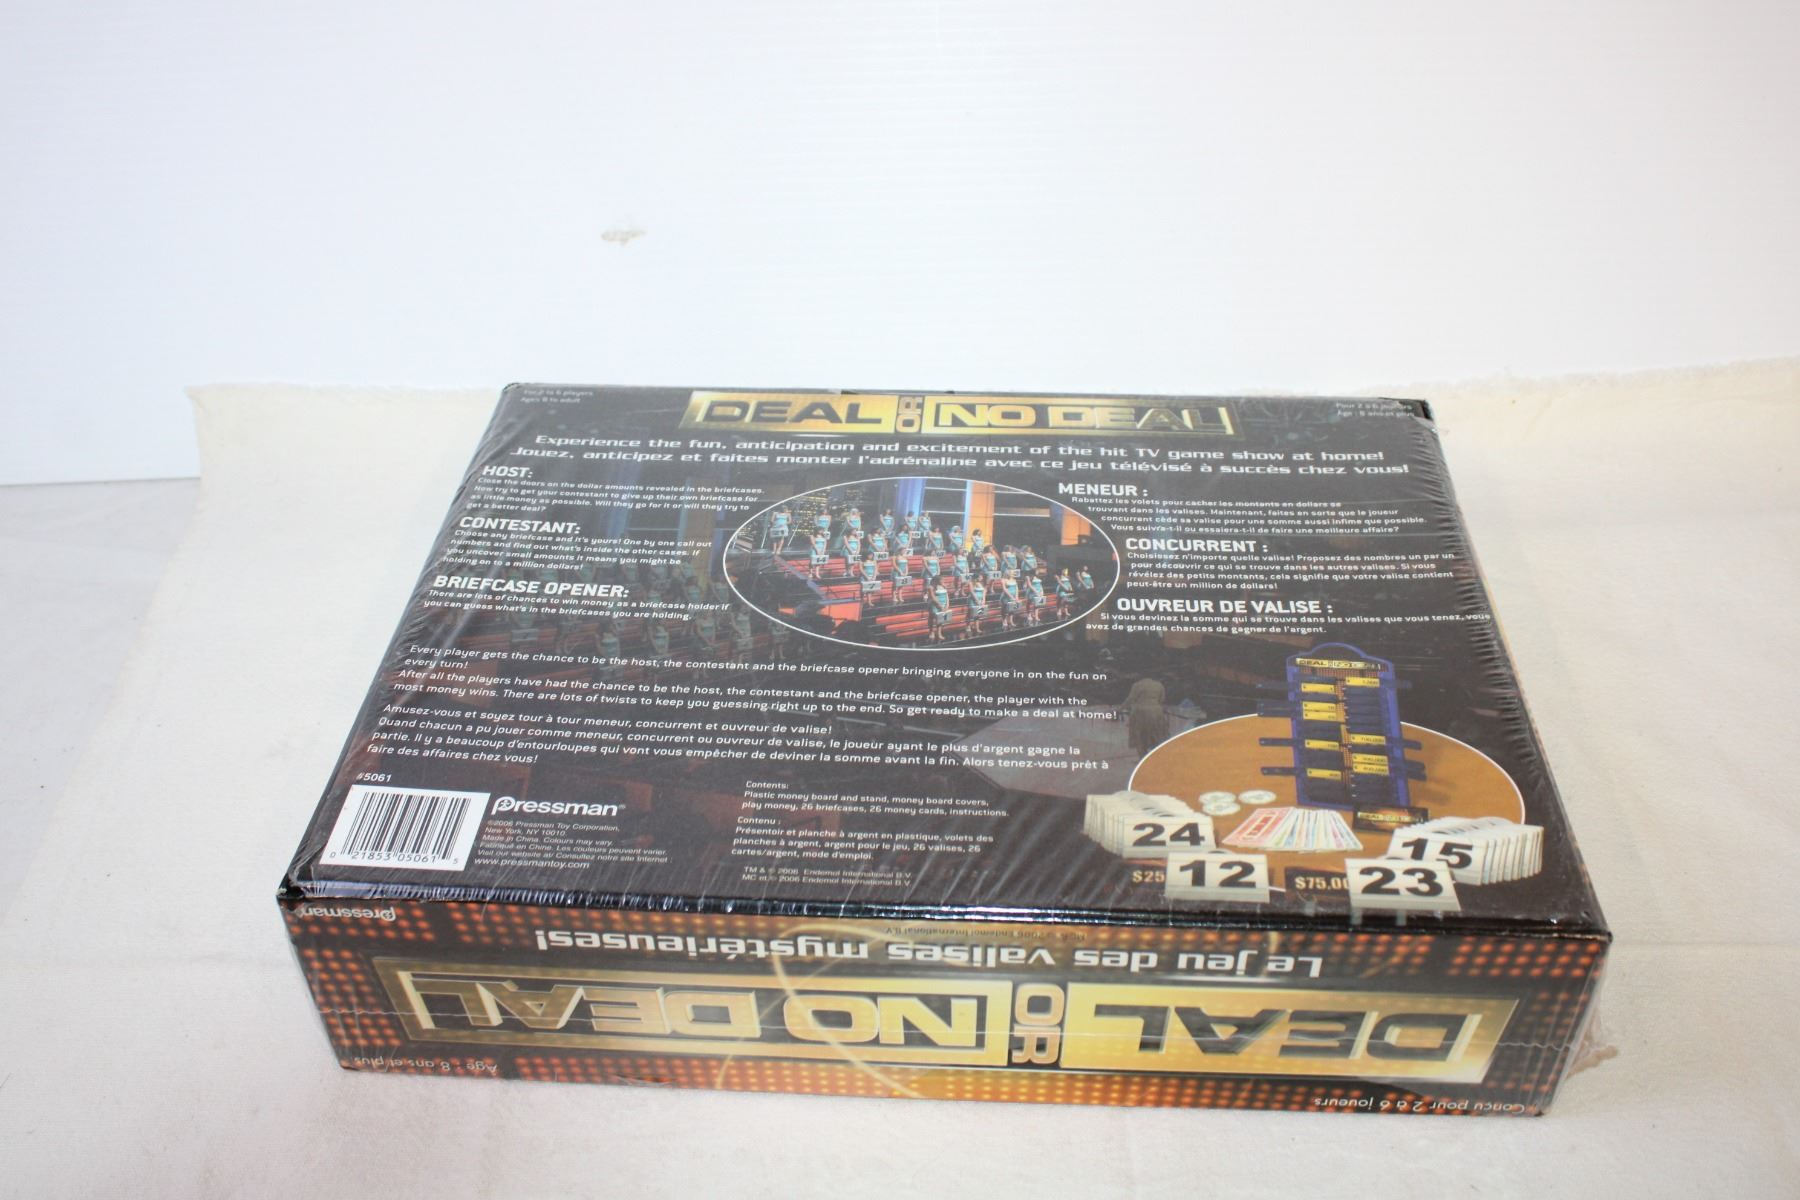 For 2 to 6 players
Ages 8 to adult
DEAL OR NO DEAL
Pour 2 à 6 joueurs
Âge : 8 ans et plus
Experience the fun, anticipation and excitement of the hit TV game show at home!
Jouez, anticipez et faites monter l'adrénaline avec ce jeu télévisé à succès chez vous!
HOST:
Close the doors on the dollar amounts revealed in the briefcases.
Now try to get your contestant to give up their own briefcase for
as little money as possible. Will they go for it or will they try to
get a better deal?
CONTESTANT:
Choose any briefcase and it's yours! One by one call out
numbers and find out what's inside the other cases. If
you uncover small amounts it means you might be
holding on to a million dollars!
BRIEFCASE OPENER:
There are lots of chances to win money as a briefcase holder if
you can guess what's in the briefcases you are holding.
MENEUR :
Rabattez les volets pour cacher les montants en dollars se
trouvant dans les valises. Maintenant, faites en sorte que le joueur
concurrent cède sa valise pour une somme aussi infime que possible.
Vous suivra-t-il ou essaiera-t-il de faire une meilleure affaire?
CONCURRENT :
Choisissez n'importe quelle valise! Proposez des nombres un par un
pour découvrir ce qui se trouve dans les autres valises. Si vous
révélez des petits montants, cela signifie que votre valise contient
peut-être un million de dollars!
OUVREUR DE VALISE :
Si vous devinez la somme qui se trouve dans les valises que vous tenez, vous
avez de grandes chances de gagner de l'argent.
Every player gets the chance to be the host, the contestant and the briefcase opener bringing everyone in on the fun on
every turn!
After all the players have had the chance to be the host, the contestant and the briefcase opener, the player with the
most money wins. There are lots of twists to keep you guessing right up to the end. So get ready to make a deal at home!
Amusez-vous et soyez tour à tour meneur, concurrent et ouvreur de valise!
Quand chacun a pu jouer comme meneur, concurrent ou ouvreur de valise, le joueur ayant le plus d'argent gagne la
partie. Il y a beaucoup d'entourloupes qui vont vous empêcher de deviner la somme avant la fin. Alors tenez-vous prêt à
faire des affaires chez vous!
#5061
0 21853 05061 5
Pressman®
©2006 Pressman Toy Corporation,
New York, NY 10010.
Made in China. Colours may vary.
Fabriqué en Chine. Les couleurs peuvent varier.
Visit our website at/ Consultez notre site Internet :
www.pressmantoy.com
Contents:
Plastic money board and stand, money board covers,
play money, 26 briefcases, 26 money cards, instructions.
Contenu :
Présentoir et planche à argent en plastique, volets des
planches à argent, argent pour le jeu, 26 valises, 26
cartes/argent, mode d'emploi.
TM & © 2006 Endemol International B.V.
MC et © 2006 Endemol International B.V.
DEAL OR NO DEAL
24
12
15
23
$25
$75,00
Pressman
MC & © 2006 Endemol International B.V.
Le jeu des valises mystérieuses!
DEAL OR NO DEAL
Âge : 8 ans et plus
Conçu pour 2 à 6 joueurs